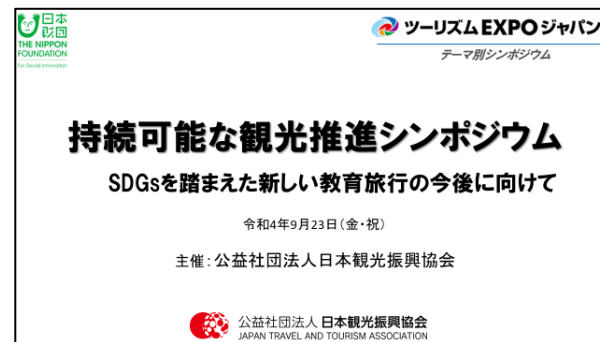 日本
財団
THE NIPPON
FOUNDATION
For Social Innovation
ツーリズムEXPOジャパン
テーマ別シンポジウム
持続可能な観光推進シンポジウム
SDGsを踏まえた新しい教育旅行の今後に向けて
令和4年9月23日(金・祝)
主催:公益社団法人日本観光振興協会
公益社団法人 日本観光振興協会
JAPAN TRAVEL AND TOURISM ASSOCIATION